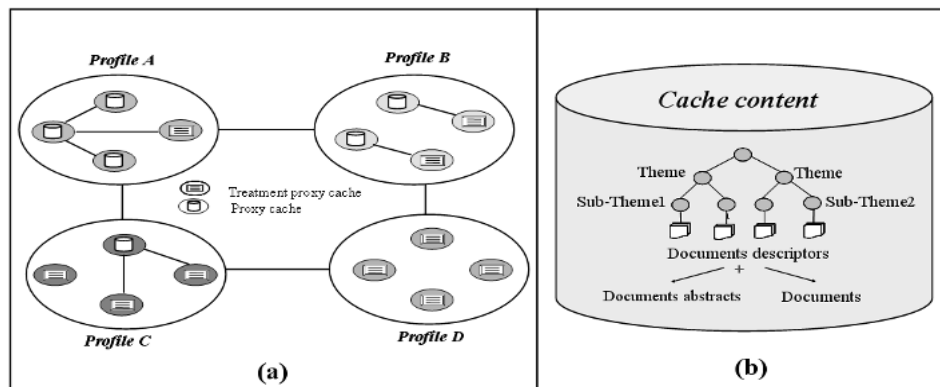 Profile A
Profile B
Treatment proxy cache
Proxy cache
Profile C
Profile D
(a)
Cache content
Theme
Theme
Sub-Theme1
Sub-Theme2
Documents descriptors
+
Documents abstracts
Documents
(b)